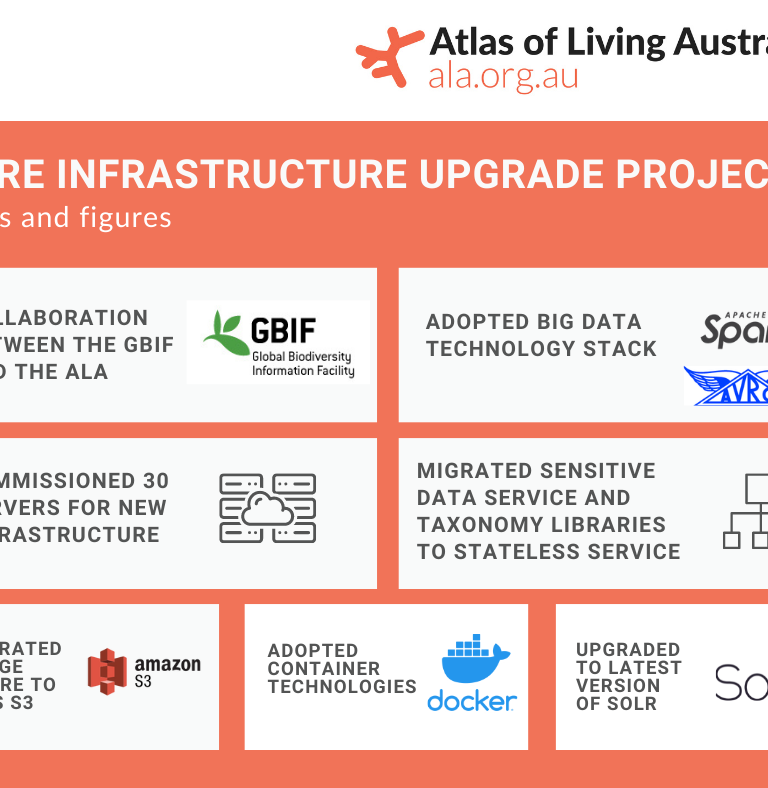 Atlas of Living Austra
ala.org.au
RE INFRASTRUCTURE UPGRADE PROJEC
s and figures
LLABORATION
TWEEN THE GBIF
D THE ALA
GBIF
Global Biodiversity
Information Facility
ADOPTED BIG DATA
TECHNOLOGY STACK
APACHE
Spar
AVRO
MMISSIONED 30
RVERS FOR NEW
RASTRUCTURE
MIGRATED SENSITIVE
DATA SERVICE AND
TAXONOMY LIBRARIES
TO STATELESS SERVICE
RATED
GE
RE TO
S S3
amazon
S3
ADOPTED
CONTAINER
TECHNOLOGIES
docker
UPGRADED
TO LATEST
VERSION
OF SOLR
So